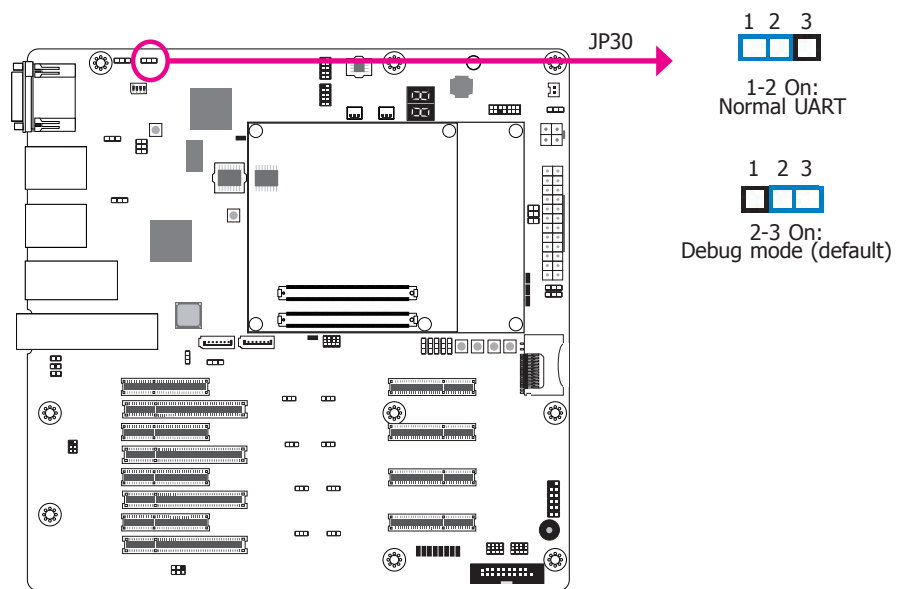 JP30
1 2 3
1-2 On:
Normal UART
1 2 3
2-3 On:
Debug mode (default)